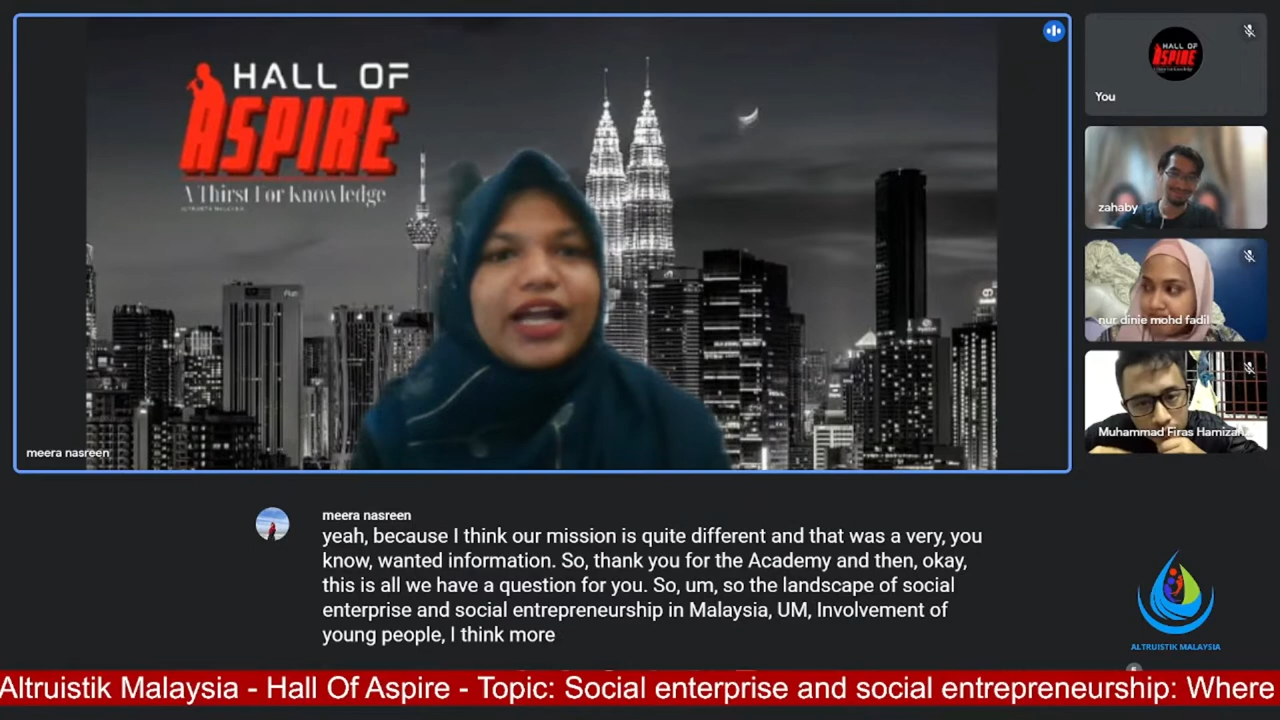 HALL OF
ASPIRE
A Thirst For Knowledge
meera nasreen
HALL OF
ASPIRE
You
zahaby
nur dinie mohd fadil
Muhammad Firas Hamizan
meera nasreen
yeah, because I think our mission is quite different and that was a very, you
know, wanted information. So, thank you for the Academy and then, okay,
this is all we have a question for you. So, um, so the landscape of social
enterprise and social entrepreneurship in Malaysia, UM, Involvement of
young people, I think more
ALTRUISTIK MALAYSIA
Altruistik Malaysia - Hall Of Aspire - Topic: Social enterprise and social entrepreneurship: Where